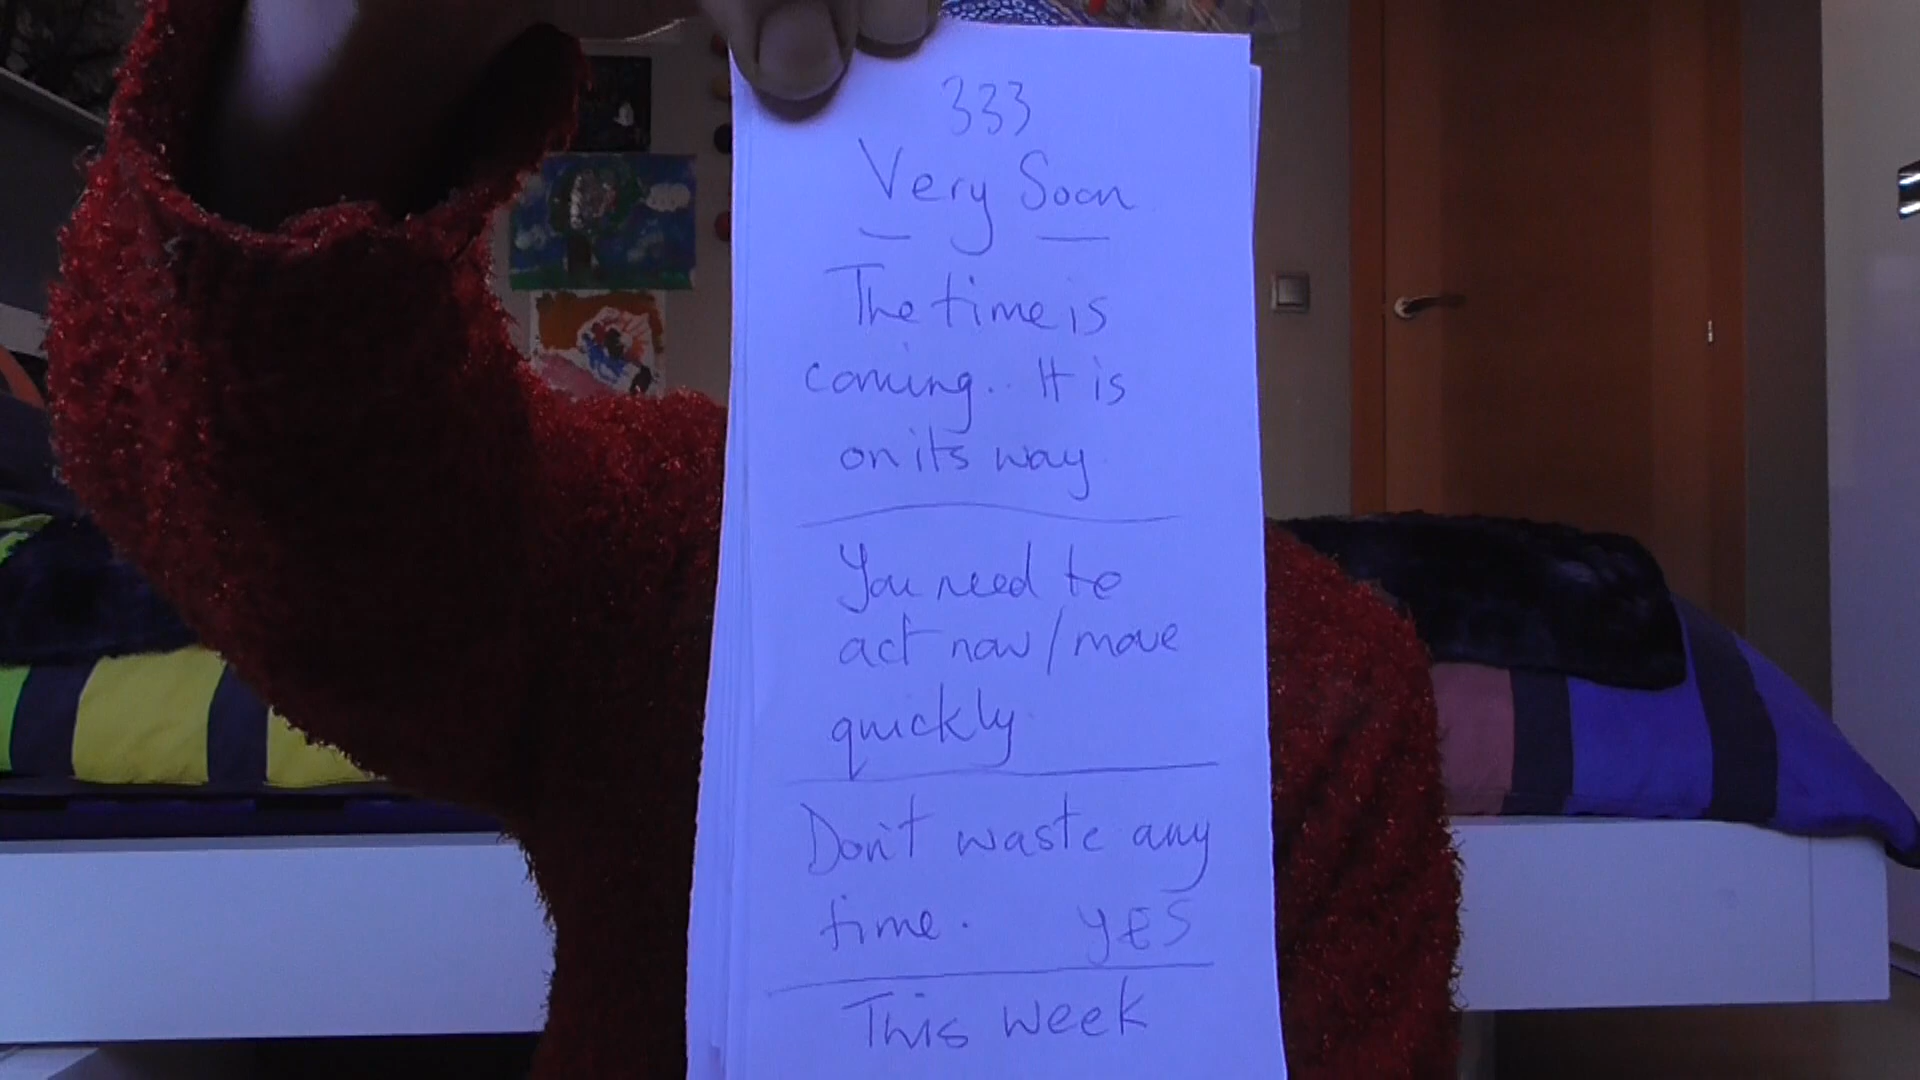 333
Very Soon
The time is
coming.. It is
on its way
You need to
act now/move
quickly.
Don't waste any
time. YES
This week